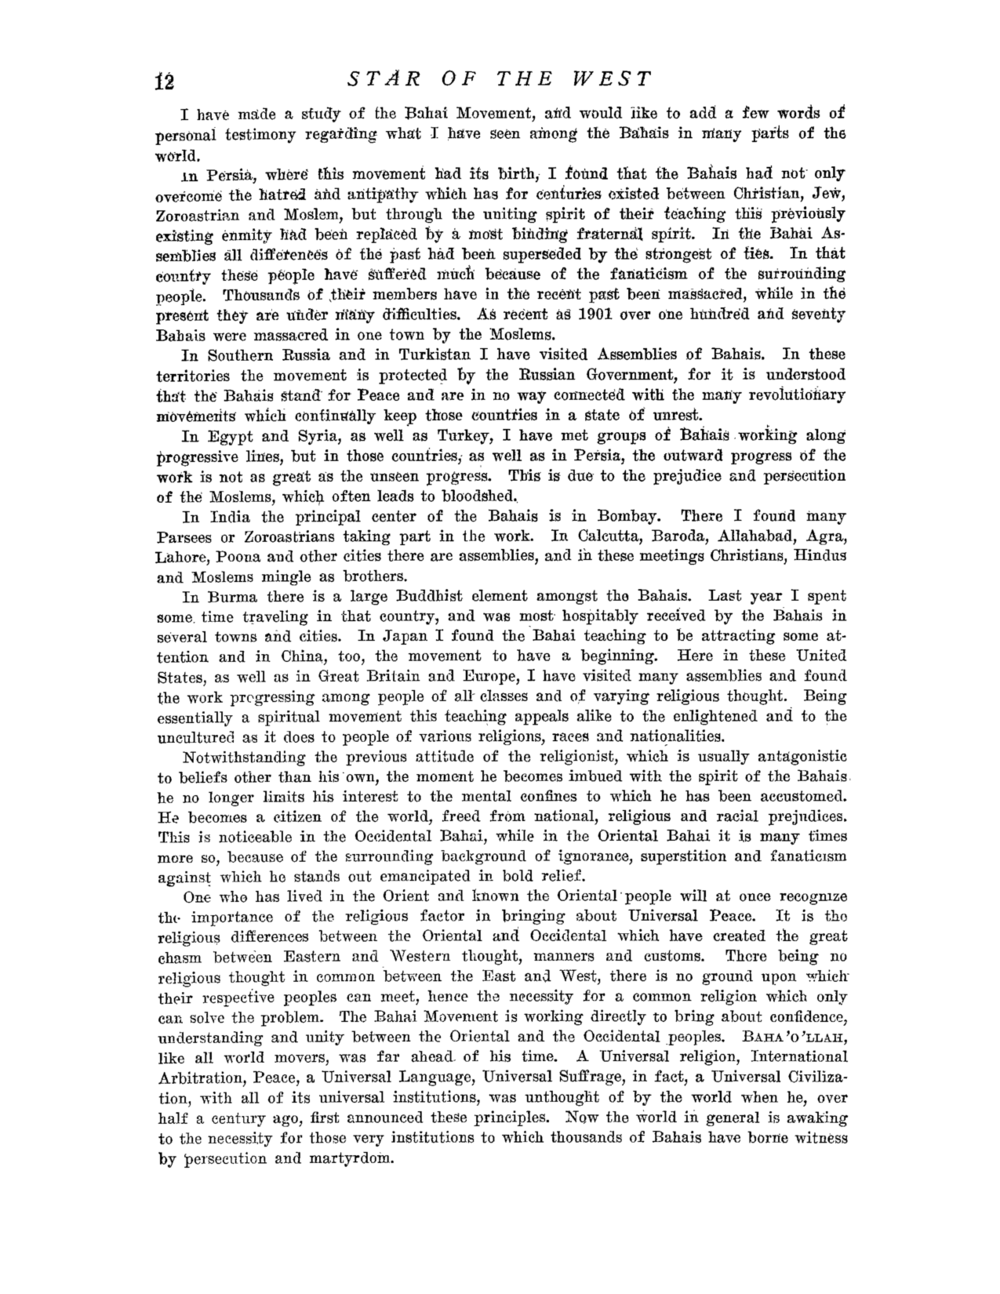 12 STAR OF THE WEST
I have made a study of the Bahai Movement, and would like to add a few words of
personal testimony regarding what I have seen among the Bahais in many parts of the
world.
In Persia, where this movement had its birth, I found that the Bahais had not only
overcome the hatred and antipathy which has for centuries existed between Christian, Jew,
Zoroastrian and Moslem, but through the uniting spirit of their teaching this previously
existing enmity had been replaced by a most binding fraternal spirit. In the Bahai As-
semblies all differences of the past had been superseded by the strongest of ties. In that
country these people have suffered much because of the fanaticism of the surrounding
people. Thousands of their members have in the recent past been massacred, while in the
present they are under many difficulties. As recent as 1901 over one hundred and seventy
Bahais were massacred in one town by the Moslems.
In Southern Russia and in Turkistan I have visited Assemblies of Bahais. In these
territories the movement is protected by the Russian Government, for it is understood
that the Bahais stand for Peace and are in no way connected with the many revolutionary
movements which continually keep those countries in a state of unrest.
In Egypt and Syria, as well as Turkey, I have met groups of Bahais working along
progressive lines, but in those countries, as well as in Persia, the outward progress of the
work is not as great as the unseen progress. This is due to the prejudice and persecution
of the Moslems, which often leads to bloodshed.
In India the principal center of the Bahais is in Bombay. There I found many
Parsees or Zoroastrians taking part in the work. In Calcutta, Baroda, Allahabad, Agra,
Lahore, Poona and other cities there are assemblies, and in these meetings Christians, Hindus
and Moslems mingle as brothers.
In Burma there is a large Buddhist element amongst the Bahais. Last year I spent
some time traveling in that country, and was most hospitably received by the Bahais in
several towns and cities. In Japan I found the Bahai teaching to be attracting some at-
tention and in China, too, the movement to have a beginning. Here in these United
States, as well as in Great Britain and Europe, I have visited many assemblies and found
the work progressing among people of all classes and of varying religious thought. Being
essentially a spiritual movement this teaching appeals alike to the enlightened and to the
uncultured as it does to people of various religions, races and nationalities.
Notwithstanding the previous attitude of the religionist, which is usually antagonistic
to beliefs other than his own, the moment he becomes imbued with the spirit of the Bahais
he no longer limits his interest to the mental confines to which he has been accustomed.
He becomes a citizen of the world, freed from national, religious and racial prejudices.
This is noticeable in the Occidental Bahai, while in the Oriental Bahai it is many times
more so, because of the surrounding background of ignorance, superstition and fanaticism
against which he stands out emancipated in bold relief.
One who has lived in the Orient and known the Oriental people will at once recognize
the importance of the religious factor in bringing about Universal Peace. It is the
religious differences between the Oriental and Occidental which have created the great
chasm between Eastern and Western thought, manners and customs. There being no
religious thought in common between the East and West, there is no ground upon which
their respective peoples can meet, hence the necessity for a common religion which only
can solve the problem. The Bahai Movement is working directly to bring about confidence,
understanding and unity between the Oriental and the Occidental peoples. BAHA'O'LLAH,
like all world movers, was far ahead of his time. A Universal religion, International
Arbitration, Peace, a Universal Language, Universal Suffrage, in fact, a Universal Civiliza-
tion, with all of its universal institutions, was unthought of by the world when he, over
half a century ago, first announced these principles. Now the world in general is awaking
to the necessity for those very institutions to which thousands of Bahais have borne witness
by persecution and martyrdom.